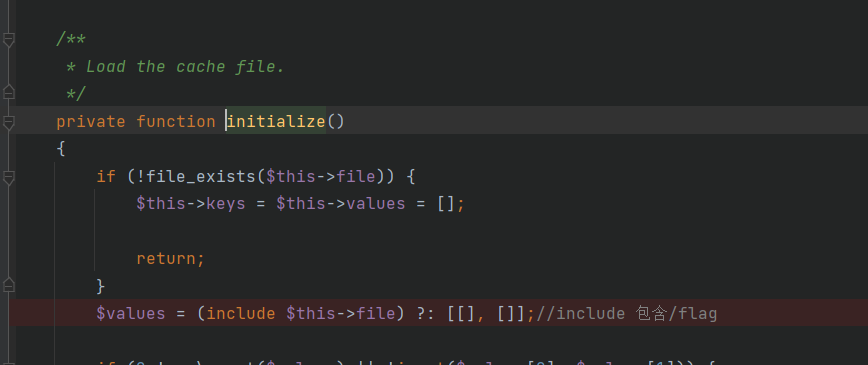 /**
* Load the cache file.
*/
private function initialize()
{
if (!file_exists($this->file)) {
$this->keys = $this->values = [];
return;
}
$values = (include $this->file) ?: [[], []];//include 包含/flag